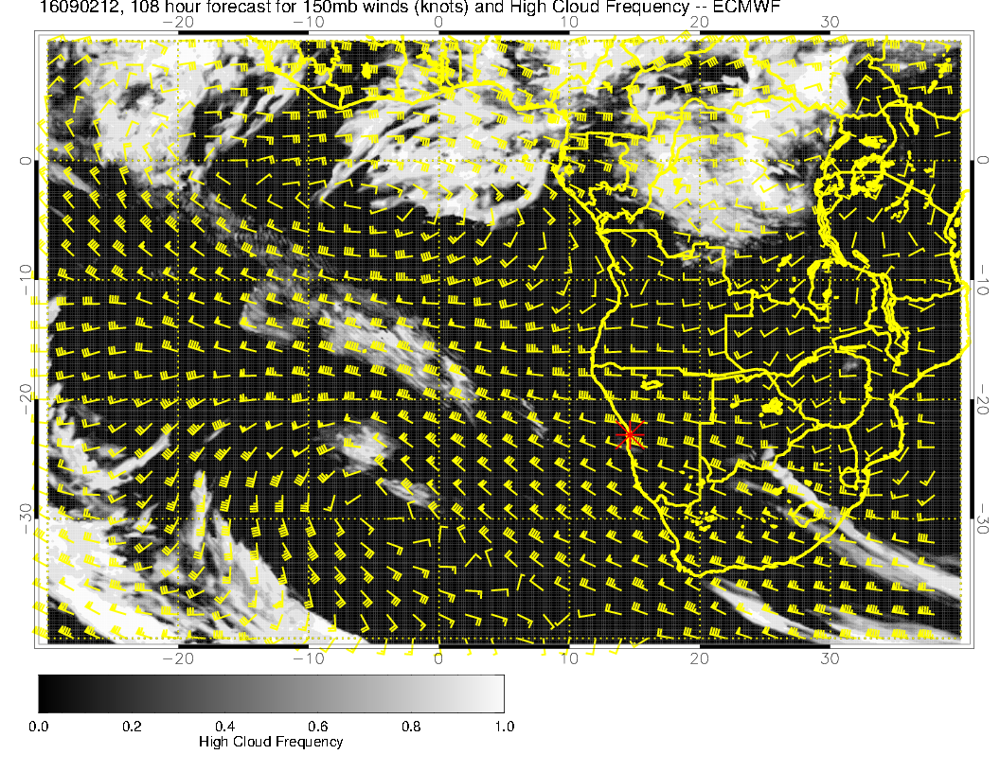 16090212, 108 hour forecast for 150mb winds (knots) and High Cloud Frequency -- ECMWF
−20 −10 0 10 20 30
0 0
−10 −10
−20 −20
−30 −30
−20 −10 0 10 20 30
0.0 0.2 0.4 0.6 0.8 1.0
High Cloud Frequency